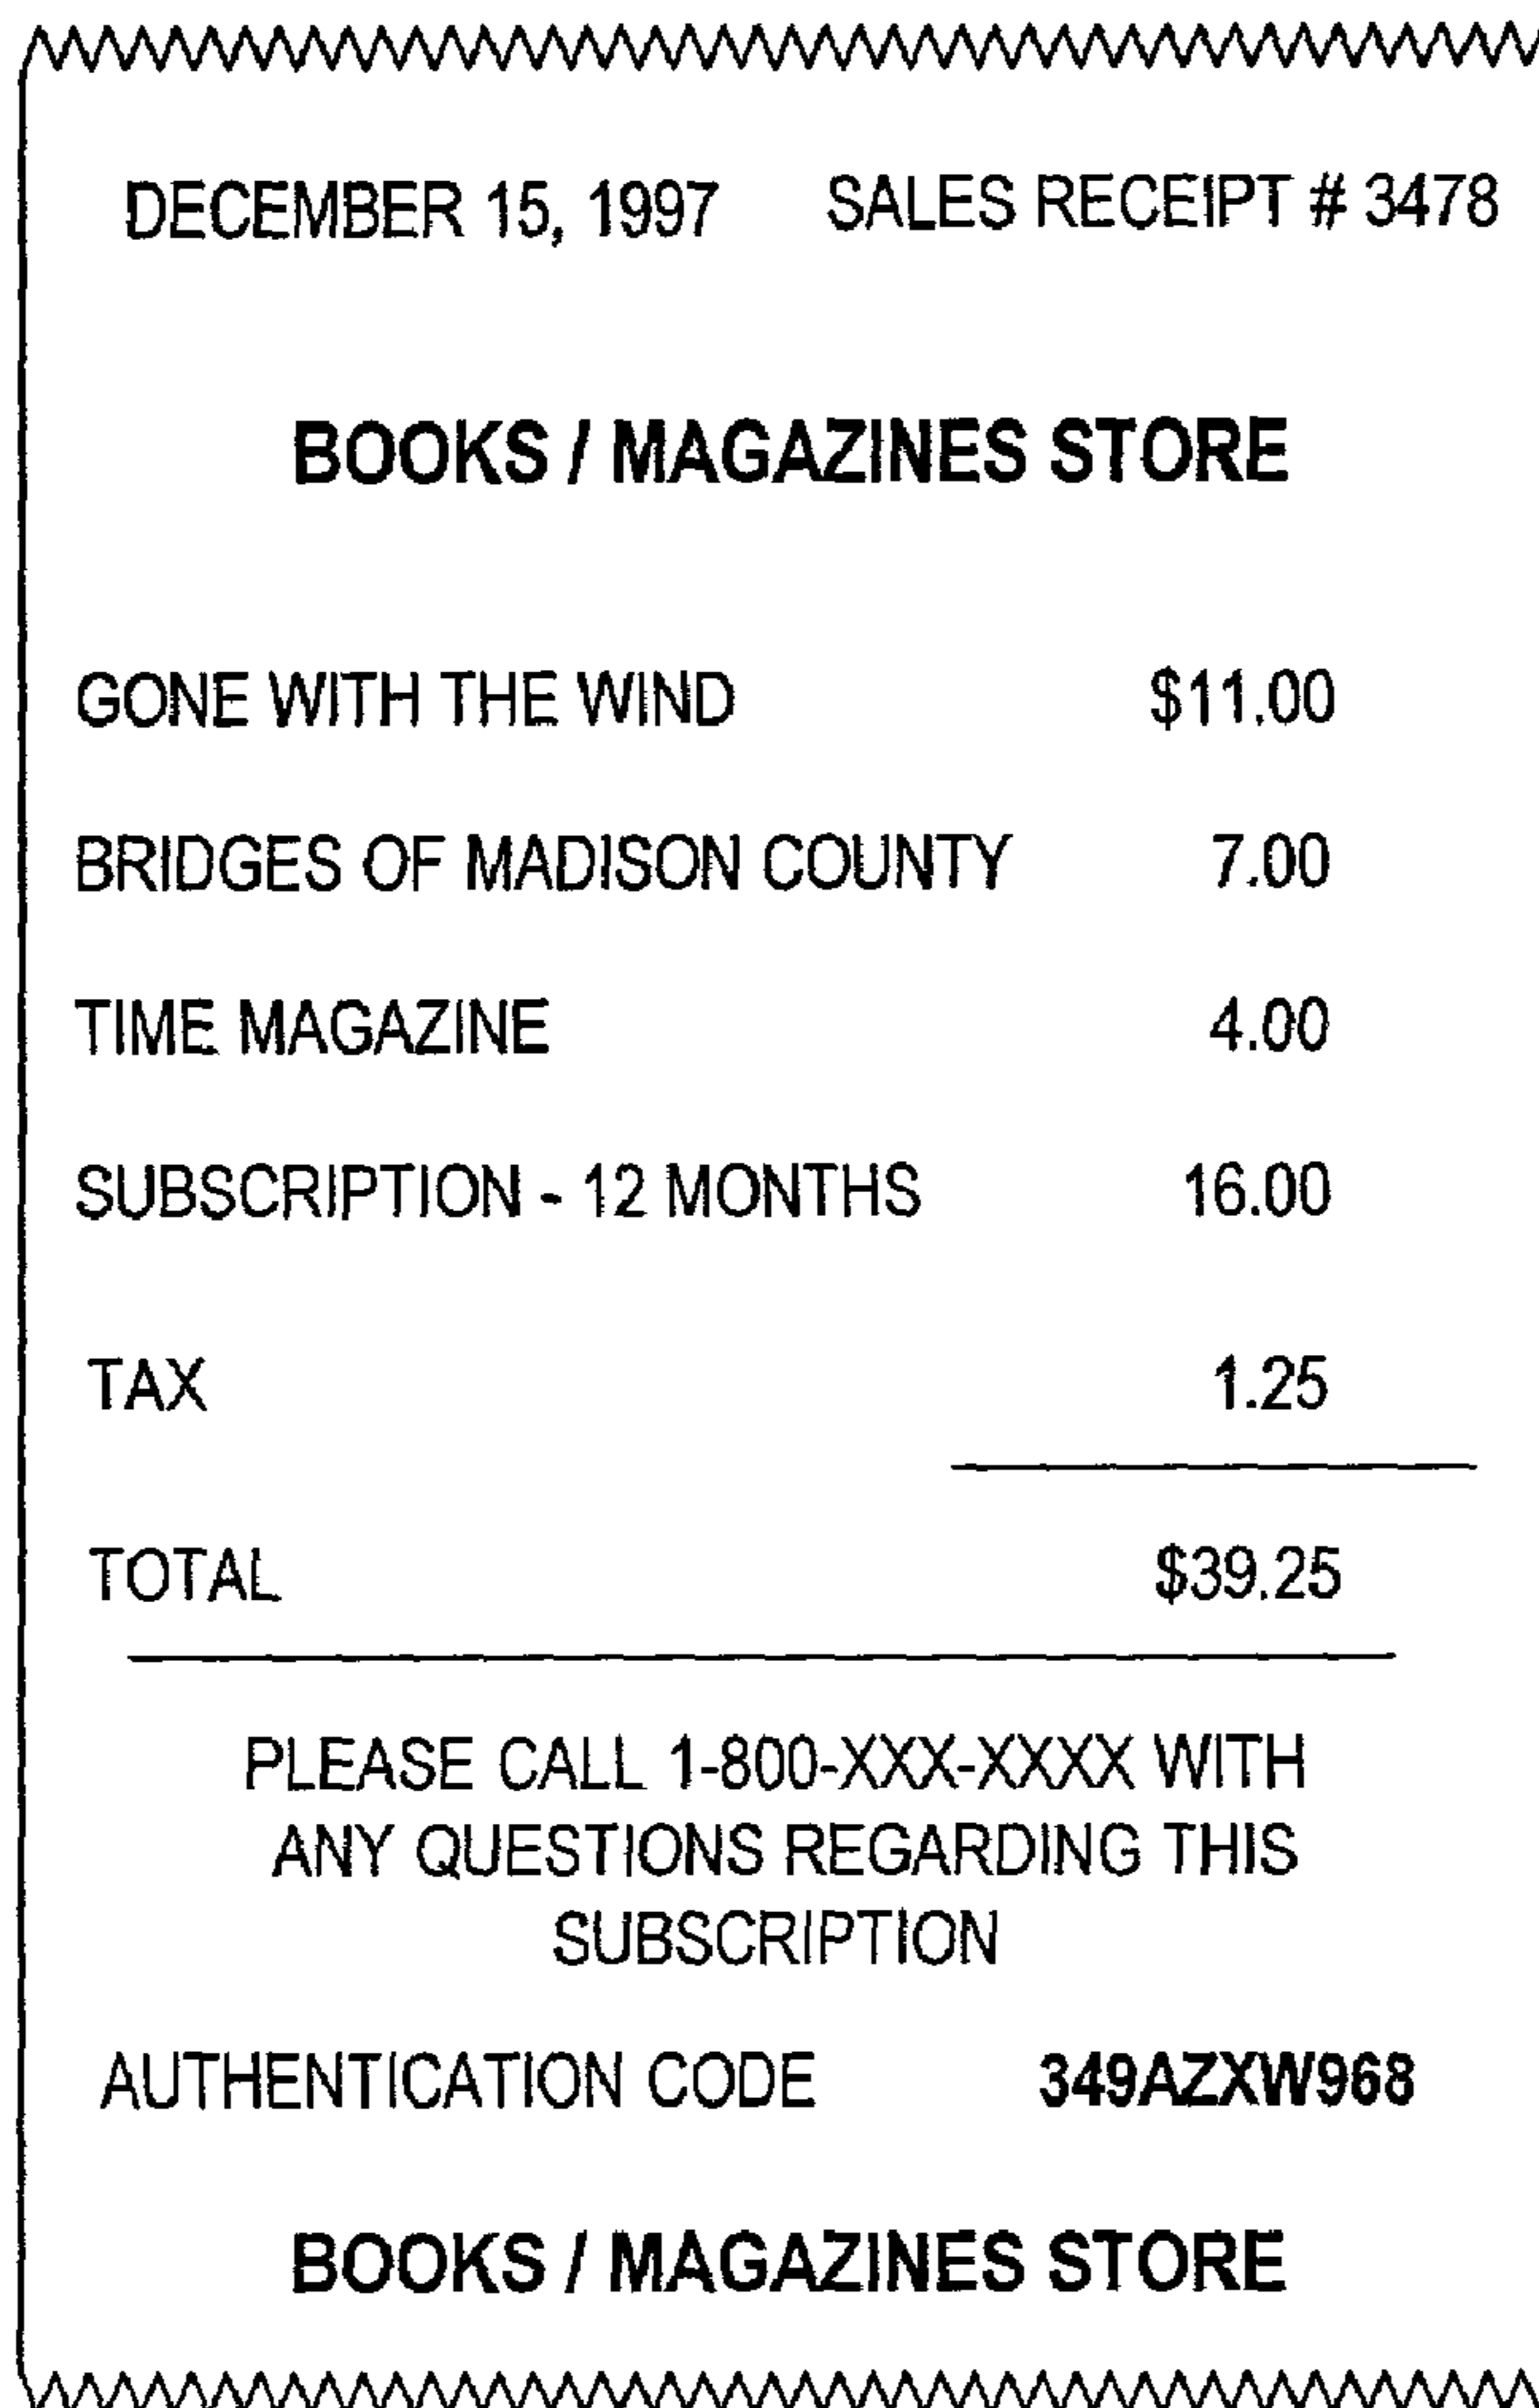 DECEMBER 15, 1997 SALES RECEIPT # 3478
BOOKS / MAGAZINES STORE
GONE WITH THE WIND $11.00
BRIDGES OF MADISON COUNTY 7.00
TIME MAGAZINE 4.00
SUBSCRIPTION - 12 MONTHS 16.00
TAX 1.25
TOTAL $39.25
PLEASE CALL 1-800-XXX-XXXX WITH
ANY QUESTIONS REGARDING THIS
SUBSCRIPTION
AUTHENTICATION CODE 349AZXW968
BOOKS / MAGAZINES STORE